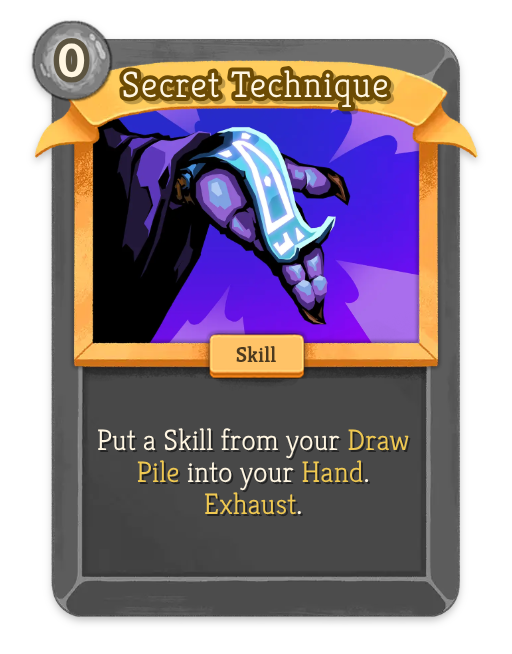 0
Secret Technique
Skill
Put a Skill from your Draw
Pile into your Hand.
Exhaust.